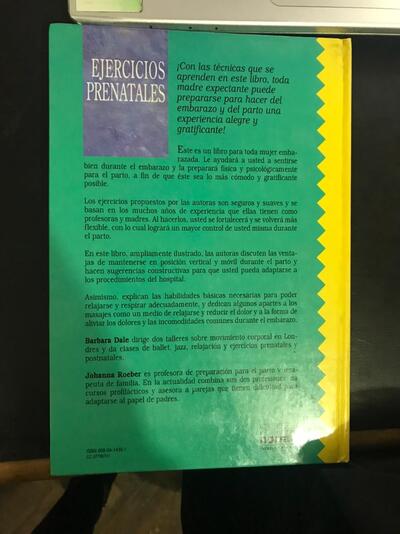 EJERCICIOS
PRENATALES
¡Con las técnicas que se
aprenden en este libro, toda
madre expectante puede
prepararse para hacer del
embarazo y del parto una
experiencia alegre y
gratificante!
Este es un libro para toda mujer emba-
razada. Le ayudará a usted a sentirse
bien durante el embarazo y la preparará física y psicológicamente
para el parto, a fin de que éste sea lo más cómodo y gratificante
posible.
Los ejercicios propuestos por las autoras son seguros y suaves y se
basan en los muchos años de experiencia que ellas tienen como
profesoras y madres. Al hacerlos, usted se fortalecerá y se volverá más
flexible, con lo cual logrará un mayor control de usted misma durante
el parto.
En este libro, ampliamente ilustrado, las autoras discuten las venta-
jas de mantenerse en posición vertical y móvil durante el parto y
hacen sugerencias constructivas para que usted pueda adaptarse a
los procedimientos del hospital.
Asimismo, explican las habilidades básicas necesarias para poder
relajarse y respirar adecuadamente, y dedican algunos apartes a los
masajes como un medio de relajarse y reducir el dolor y a la forma de
aliviar los dolores y las incomodidades comunes durante el embarazo.
Barbara Dale dirige dos talleres sobre movimiento corporal en Lon-
dres y da clases de ballet, jazz, relajación y ejercicios prenatales y
postnatales.
Johanna Roeber es profesora de preparación para el parto y tera-
peuta de familia. En la actualidad combina sus dos profesiones: da
cursos profilácticos y asesora a parejas que tienen dificultad para
adaptarse al papel de padres.